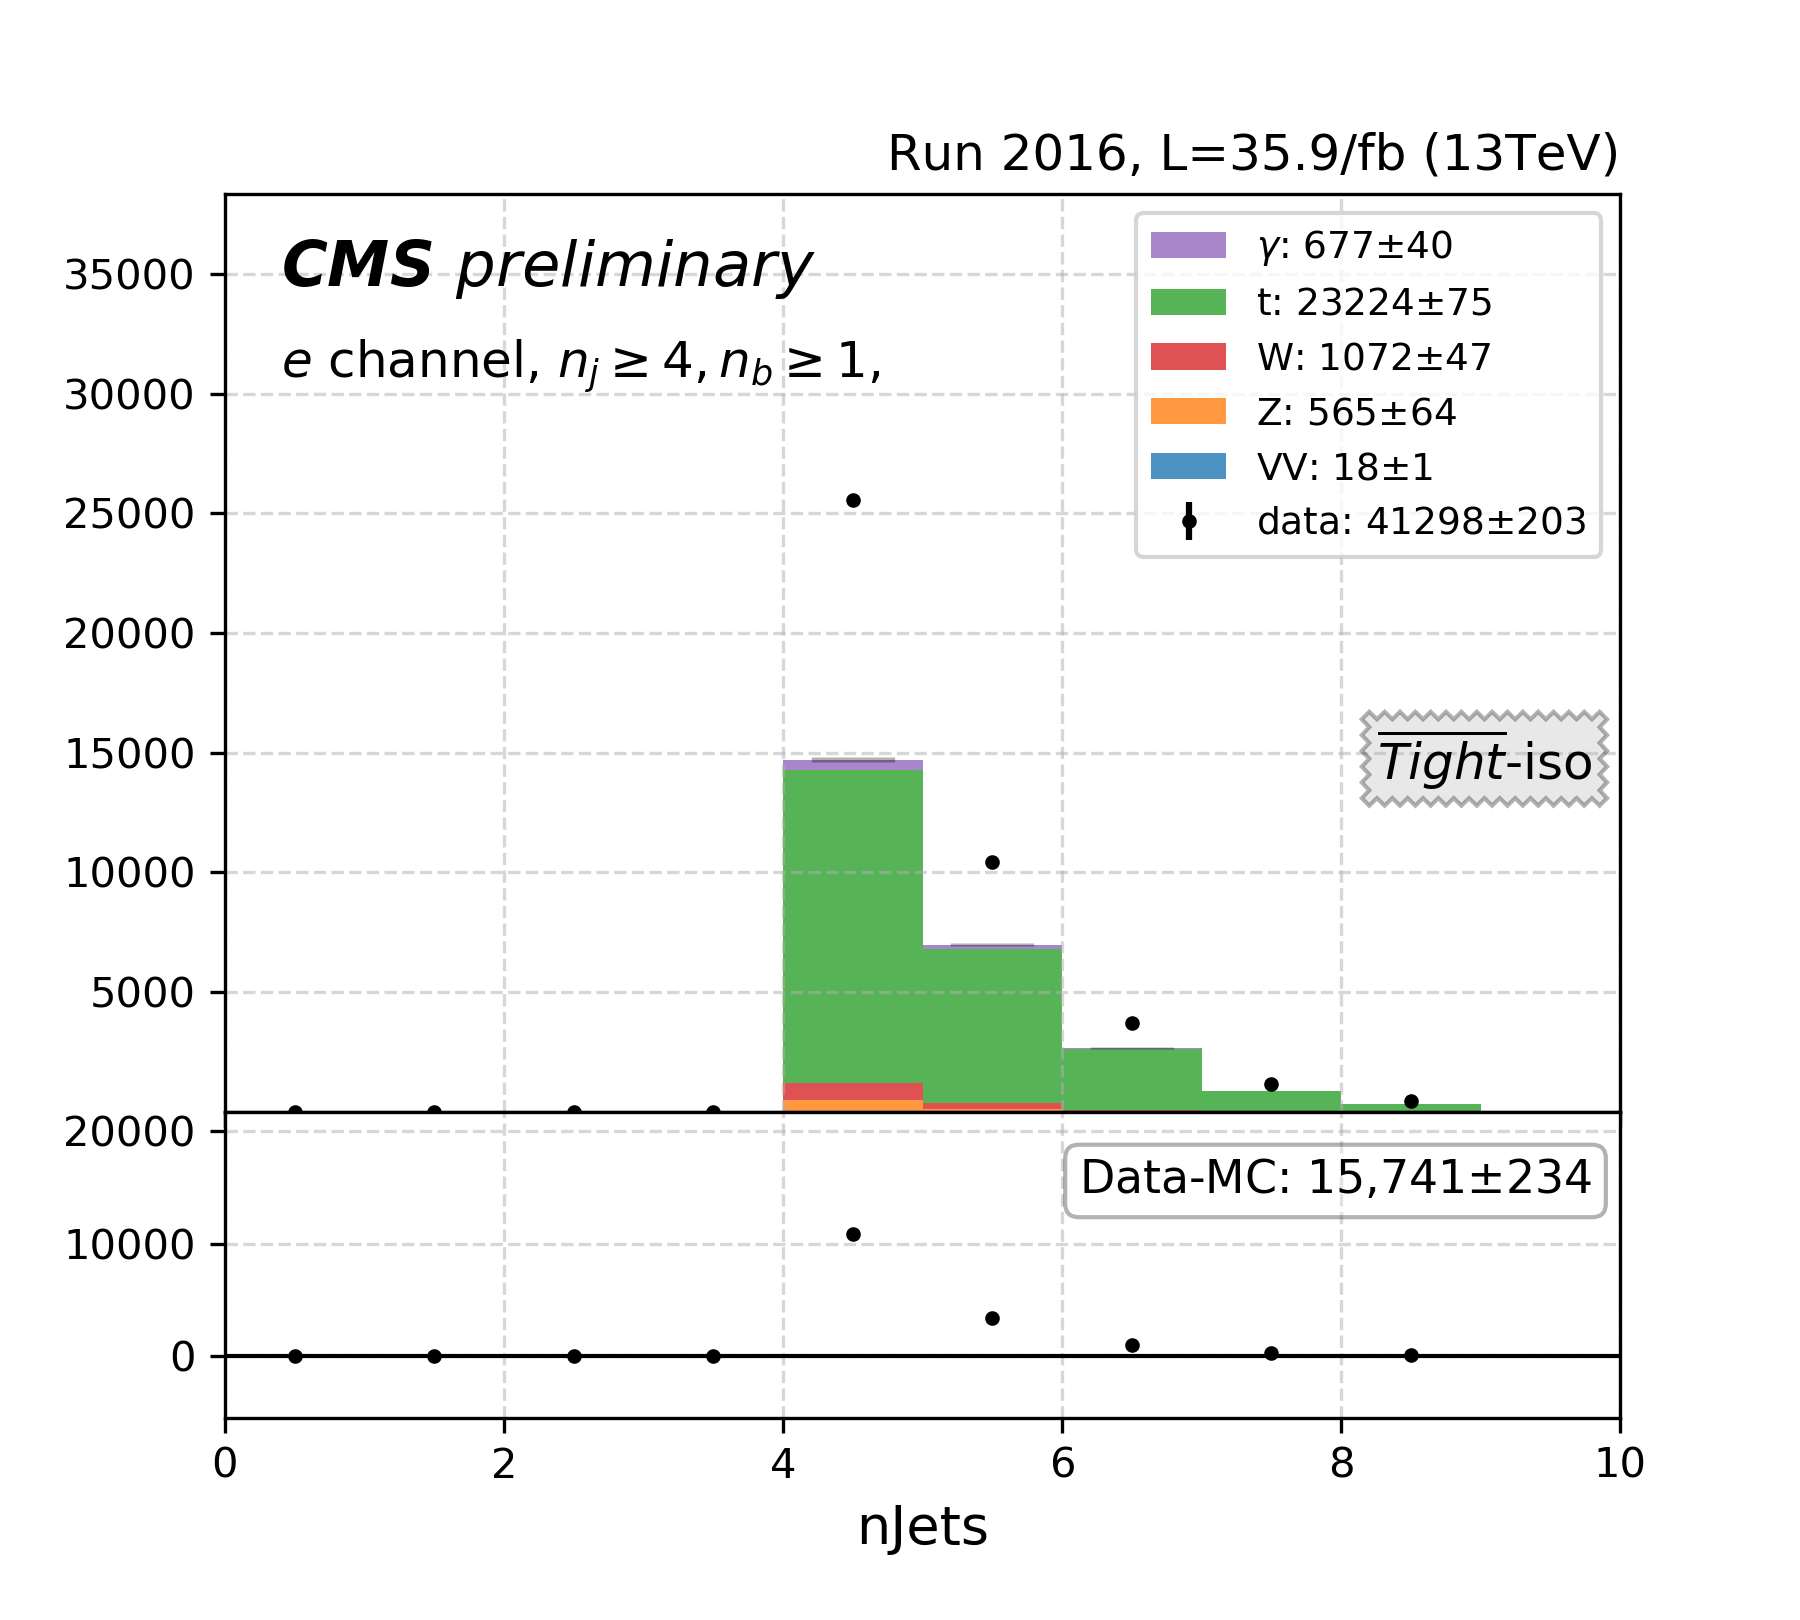 Run 2016, L=35.9/fb (13TeV)
CMS preliminary
e channel, n_j ≥ 4, n_b ≥ 1,
γ: 677±40
t: 23224±75
W: 1072±47
Z: 565±64
VV: 18±1
data: 41298±203
35000
30000
25000
20000
15000
10000
5000
T̅i̅g̅h̅t̅-iso
20000
10000
0
Data-MC: 15,741±234
0 2 4 6 8 10
nJets